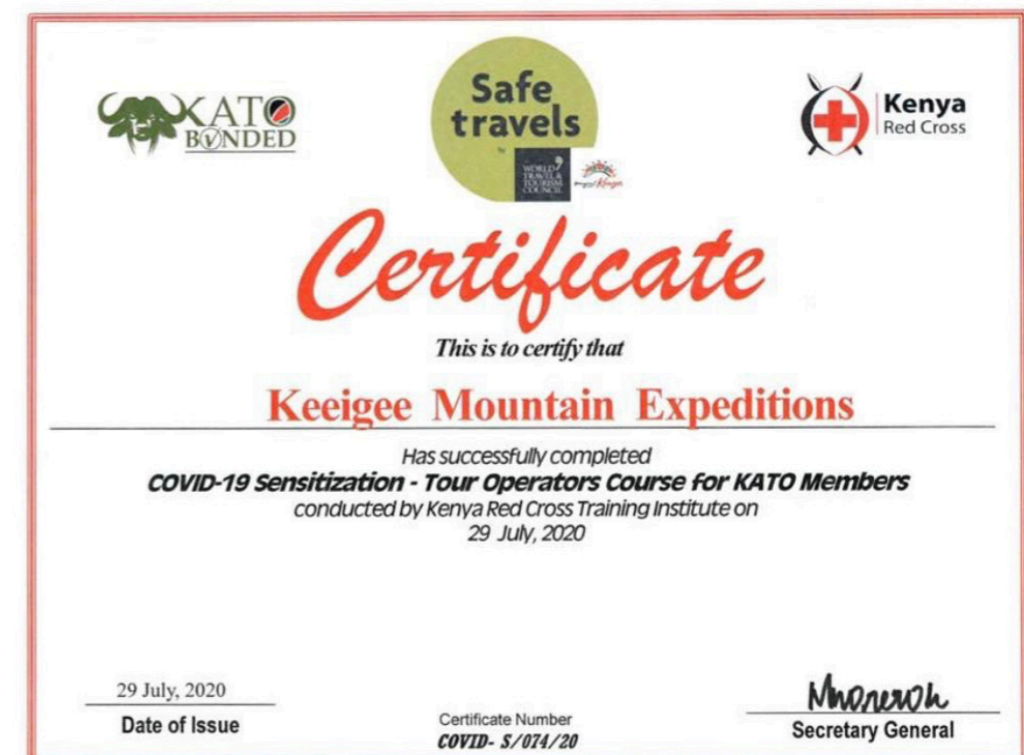 KATO
BONDED
Safe
travels
by
WORLD
TRAVEL &
TOURISM
COUNCIL
Kenya
Red Cross
Certificate
This is to certify that
Keeigee Mountain Expeditions
Has successfully completed
COVID-19 Sensitization - Tour Operators Course for KATO Members
conducted by Kenya Red Cross Training Institute on
29 July, 2020
29 July, 2020
Date of Issue
Certificate Number
COVID- S/074/20
Secretary General